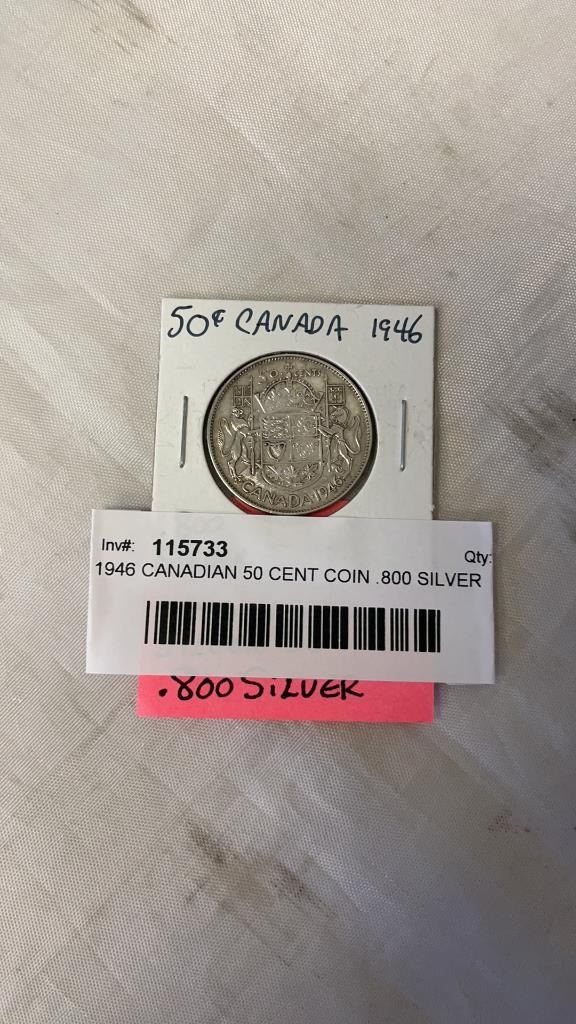 50¢ CANADA 1946
50 CENTS
CANADA 1946
Inv#: 115733 Qty:
1946 CANADIAN 50 CENT COIN .800 SILVER
.800 SILVER